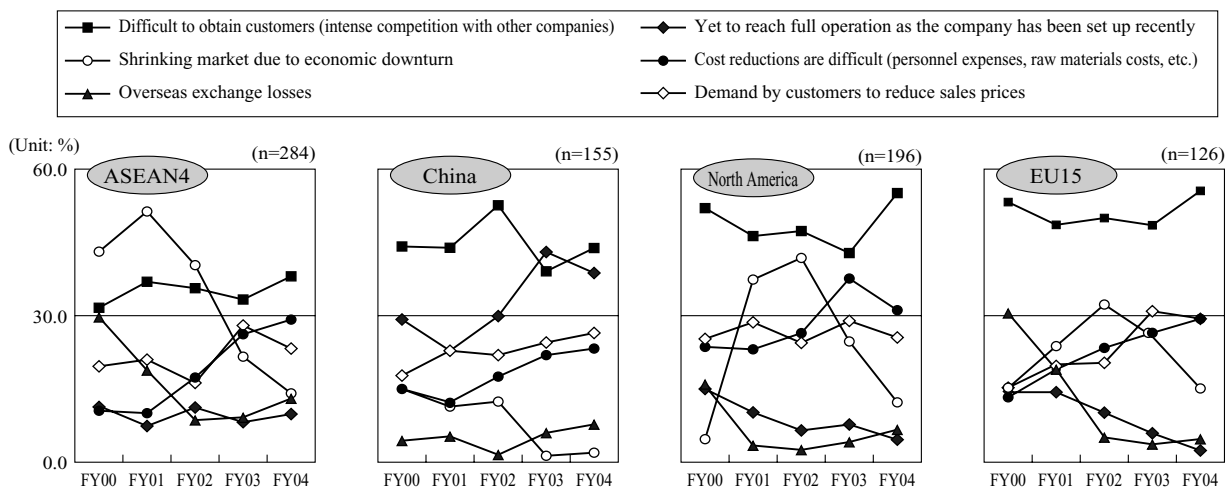 Difficult to obtain customers (intense competition with other companies)
Yet to reach full operation as the company has been set up recently
Shrinking market due to economic downturn
Cost reductions are difficult (personnel expenses, raw materials costs, etc.)
Overseas exchange losses
Demand by customers to reduce sales prices
(Unit: %)
(n=284)
(n=155)
(n=196)
(n=126)
60.0
ASEAN4
China
North America
EU15
30.0
0.0
FY00 FY01 FY02 FY03 FY04
FY00 FY01 FY02 FY03 FY04
FY00 FY01 FY02 FY03 FY04
FY00 FY01 FY02 FY03 FY04